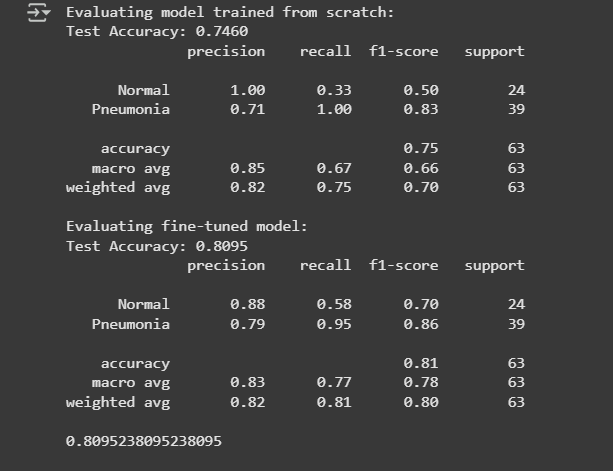 Evaluating model trained from scratch:
Test Accuracy: 0.7460
precision recall f1-score support
Normal 1.00 0.33 0.50 24
Pneumonia 0.71 1.00 0.83 39
accuracy 0.75 63
macro avg 0.85 0.67 0.66 63
weighted avg 0.82 0.75 0.70 63
Evaluating fine-tuned model:
Test Accuracy: 0.8095
precision recall f1-score support
Normal 0.88 0.58 0.70 24
Pneumonia 0.79 0.95 0.86 39
accuracy 0.81 63
macro avg 0.83 0.77 0.78 63
weighted avg 0.82 0.81 0.80 63
0.8095238095238095